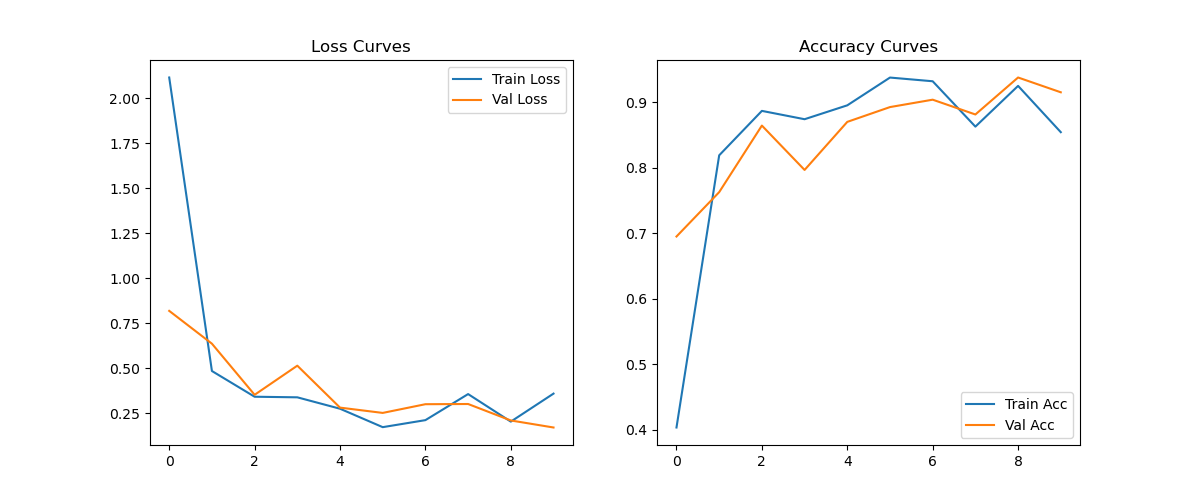 Loss Curves
Train Loss
Val Loss
2.00
1.75
1.50
1.25
1.00
0.75
0.50
0.25
0 2 4 6 8
Accuracy Curves
0.9
0.8
0.7
0.6
0.5
0.4
Train Acc
Val Acc
0 2 4 6 8